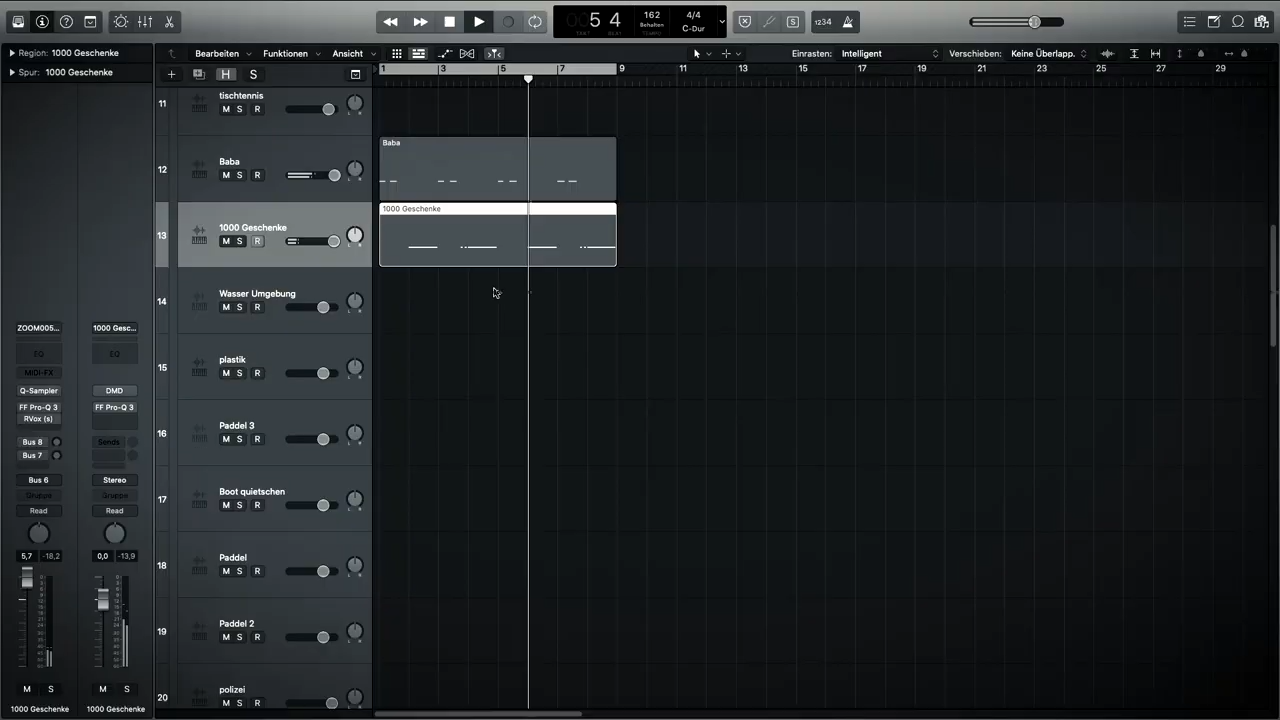 5 4
162
Behalten
TEMPO
4/4
C-Dur
1234
S
Region: 1000 Geschenke
Bearbeiten
Funktionen
Ansicht
Einrasten: Intelligent
Verschieben: Keine Überlapp.
Spur: 1000 Geschenke
H
S
1 3 5 7 9 11 13 15 17 19 21 23 25 27 29
11
tischtennis
M S R
12
Baba
M S R
Baba
13
1000 Geschenke
M S R
1000 Geschenke
14
Wasser Umgebung
M S R
15
plastik
M S R
16
Paddel 3
M S R
17
Boot quietschen
M S R
18
Paddel
M S R
19
Paddel 2
M S R
20
polizei
M S R
ZOOM005...
1000 Gesc...
EQ
EQ
MIDI-FX
Q-Sampler
DMD
FF Pro-Q 3
FF Pro-Q 3
RVox (s)
Bus 8
Sends
Bus 7
Bus 6
Stereo
Gruppe
Gruppe
Read
Read
5,7 -18,2
0,0 -13,9
M S
M S
1000 Geschenke
1000 Geschenke